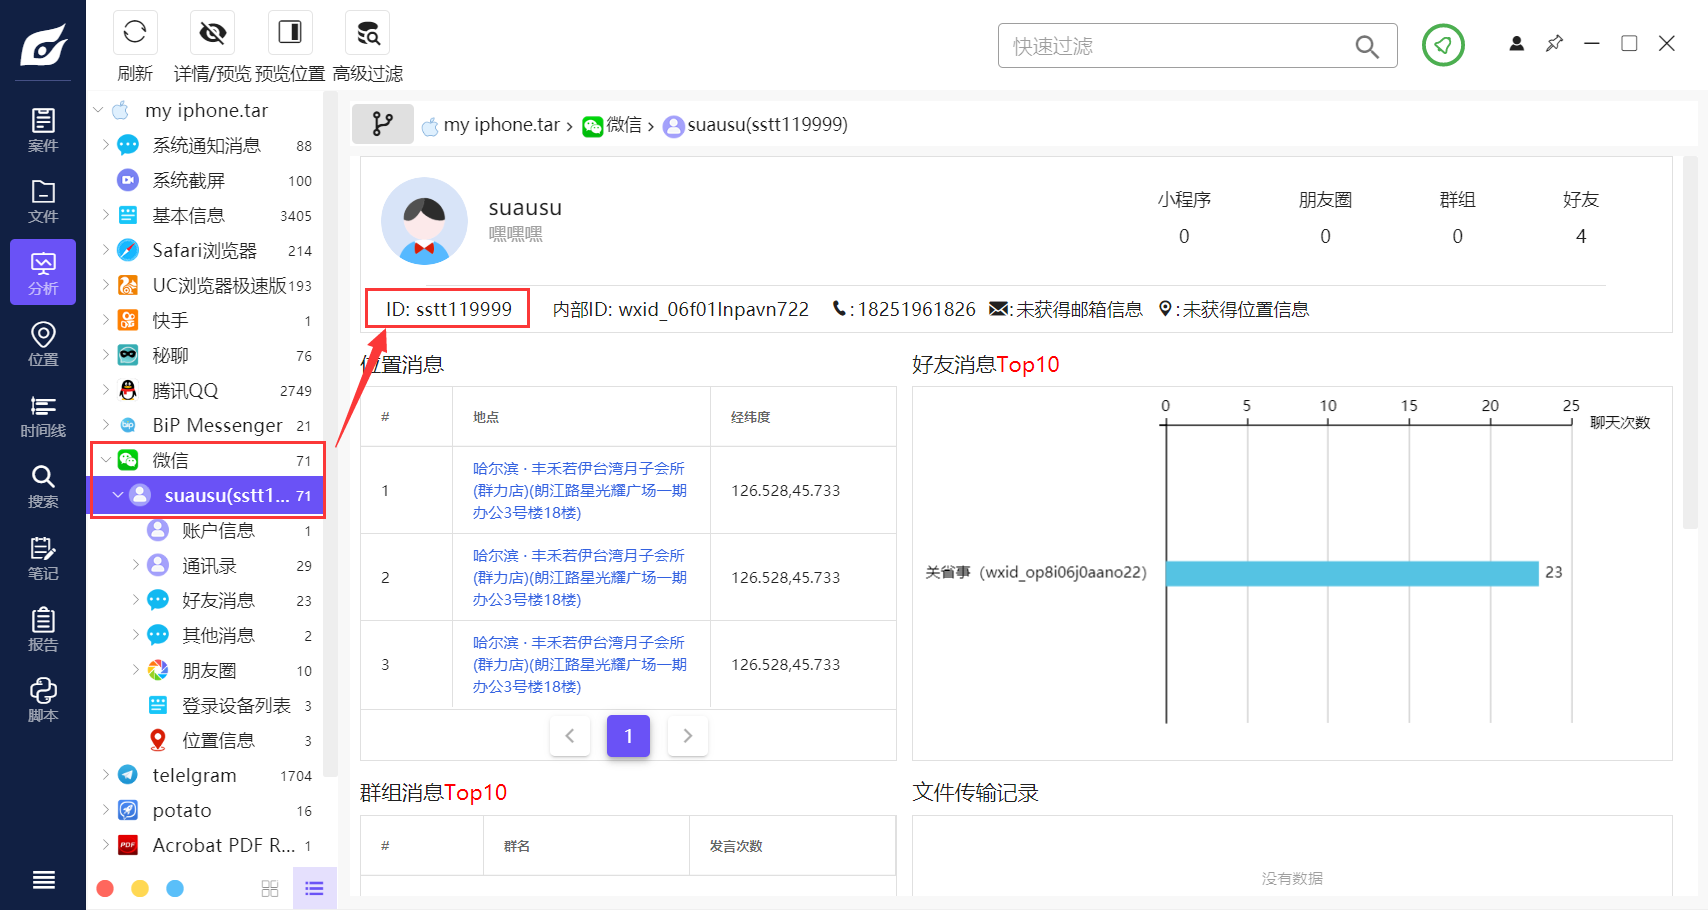 刷新
详情/预览
预览位置
高级过滤
快速过滤
案件
文件
分析
位置
时间线
搜索
笔记
报告
脚本
my iphone.tar
系统通知消息 88
系统截屏 100
基本信息 3405
Safari浏览器 214
UC浏览器极速版 193
快手 1
秘聊 76
腾讯QQ 2749
BiP Messenger 21
微信 71
suausu(sstt1... 71
账户信息 1
通讯录 29
好友消息 23
其他消息 2
朋友圈 10
登录设备列表 3
位置信息 3
telelgram 1704
potato 16
Acrobat PDF R... 1
my iphone.tar › 微信 › suausu(sstt119999)
suausu
嘿嘿嘿
小程序 朋友圈 群组 好友
0 0 0 4
ID: sstt119999 内部ID: wxid_06f01lnpavn722 : 18251961826 : 未获得邮箱信息 : 未获得位置信息
位置消息
# 地点 经纬度
1 哈尔滨 · 丰禾若伊台湾月子会所
(群力店)(朗江路星光耀广场一期
办公3号楼18楼) 126.528,45.733
2 哈尔滨 · 丰禾若伊台湾月子会所
(群力店)(朗江路星光耀广场一期
办公3号楼18楼) 126.528,45.733
3 哈尔滨 · 丰禾若伊台湾月子会所
(群力店)(朗江路星光耀广场一期
办公3号楼18楼) 126.528,45.733
1
好友消息Top10
0 5 10 15 20 25
聊天次数
关省事（wxid_op8i06j0aano22） 23
群组消息Top10
# 群名 发言次数
文件传输记录
没有数据